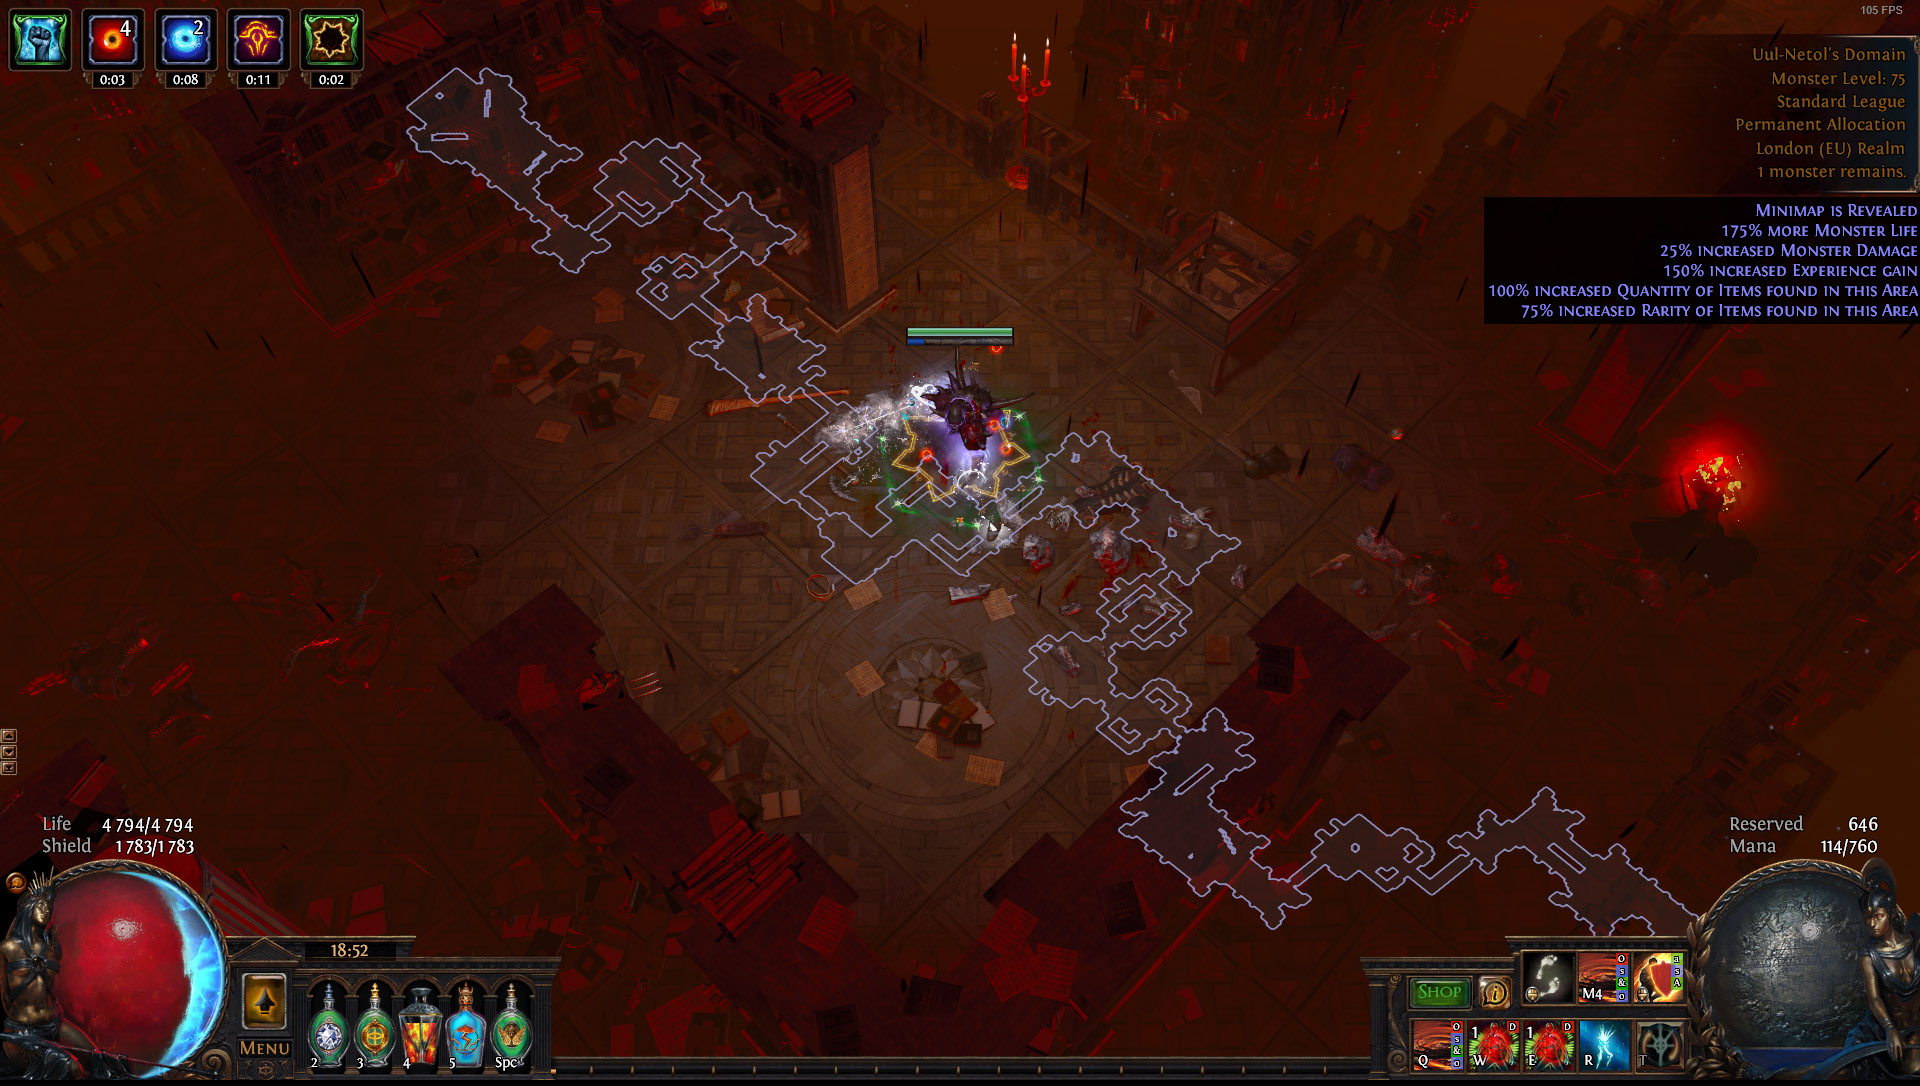 105 FPS
4
2
0:03
0:08
0:11
0:02
Uul-Netol's Domain
Monster Level: 75
Standard League
Permanent Allocation
London (EU) Realm
1 monster remains.
Minimap is Revealed
175% more Monster Life
25% increased Monster Damage
150% increased Experience gain
100% increased Quantity of Items found in this Area
75% increased Rarity of Items found in this Area
Life 4 794/4 794
Shield 1 783/1 783
Reserved 646
Mana 114/760
18:52
Menu
2 3 4 5 Spc
Shop
M4
O
s
&
o
a
s
A
Q
O
s
&
o
1 D
W
1 D
E
R
T